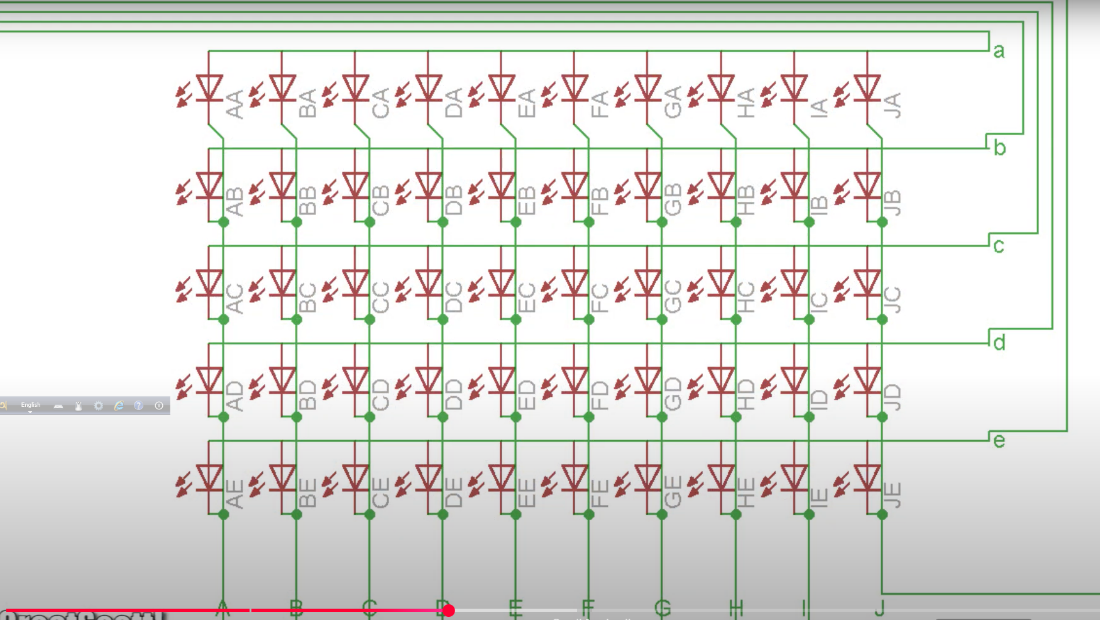 a
AA BA CA DA EA FA GA HA IA JA
b
AB BB CB DB EB FB GB HB IB JB
c
AC BC CC DC EC FC GC HC IC JC
d
AD BD CD DD ED FD GD HD ID JD
English
e
AE BE CE DE EE FE GE HE IE JE
A B C D E F G H I J